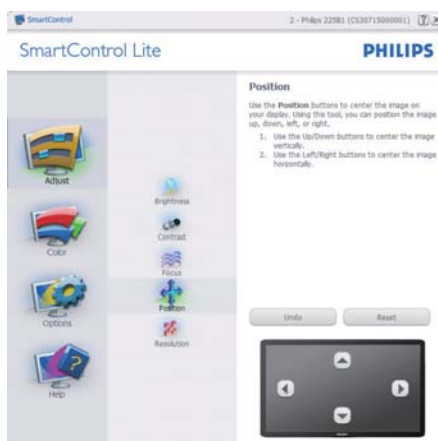 SmartControl
2 - Philips 225B1 (CS30715000001)
SmartControl Lite
PHILIPS
Adjust
Color
Options
Help
Brightness
Contrast
Focus
Position
Resolution
Position
Use the Position buttons to center the image on
your display. Using this tool, you can position the image
up, down, left, or right.
1. Use the Up/Down buttons to center the image
vertically.
2. Use the Left/Right buttons to center the image
horizontally.
Undo
Reset